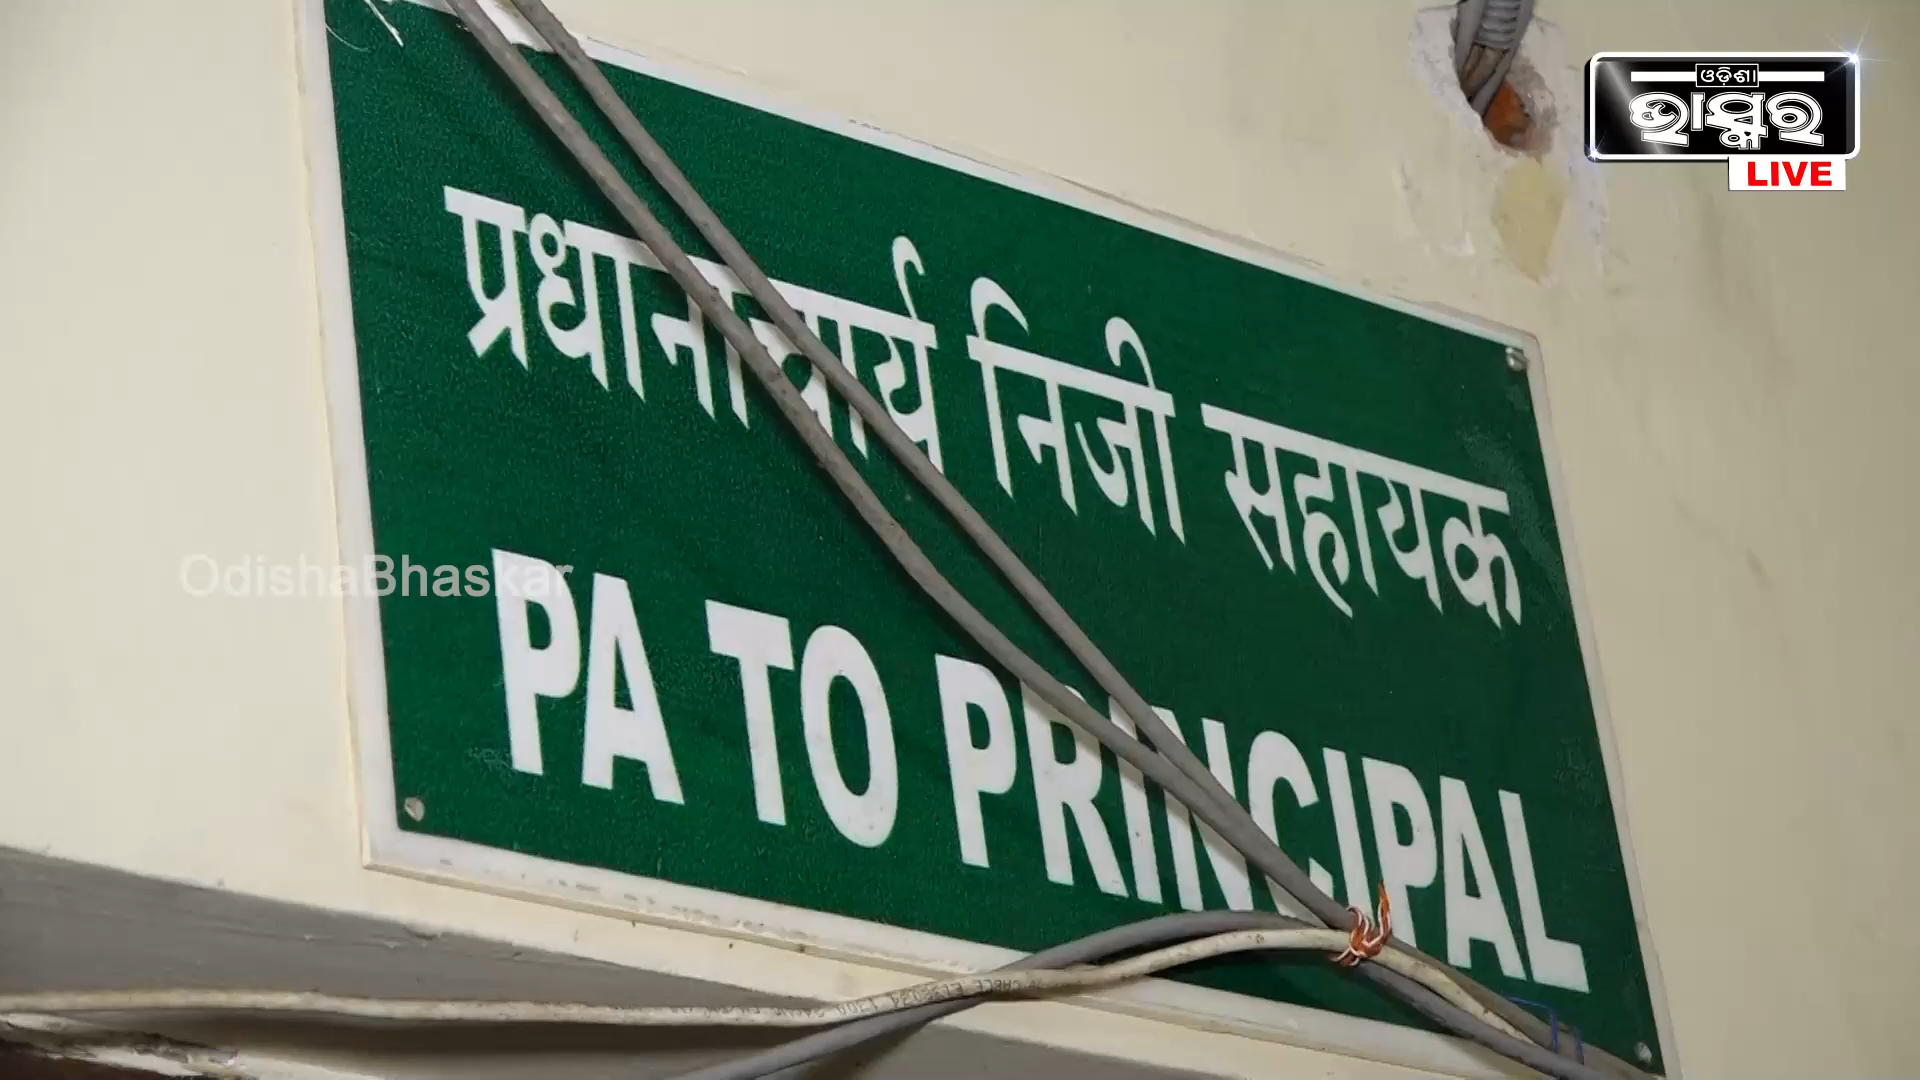 ଓଡ଼ିଶା
ଭାସ୍କର
LIVE
प्रधानाचार्य निजी सहायक
OdishaBhaskar
PA TO PRINCIPAL